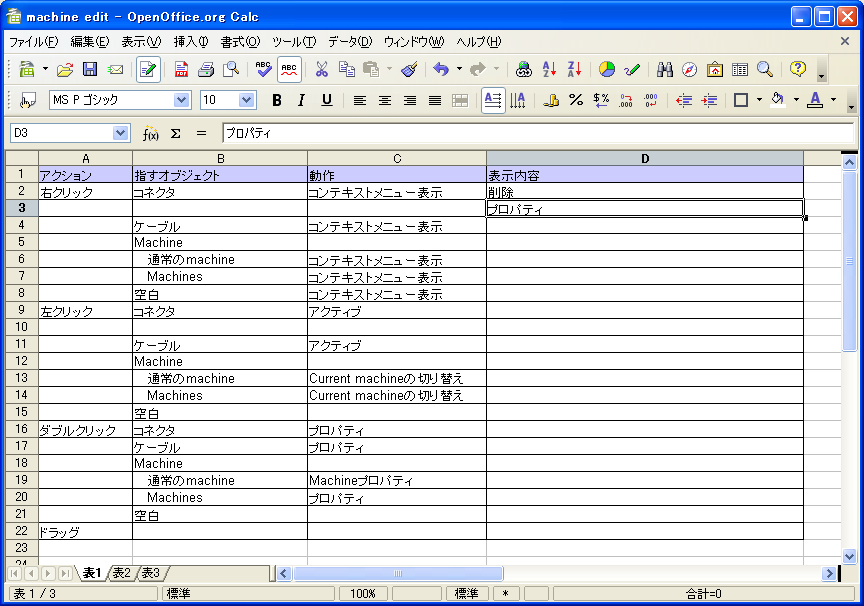 machine edit - OpenOffice.org Calc
ファイル(F) 編集(E) 表示(V) 挿入(I) 書式(O) ツール(T) データ(D) ウィンドウ(W) ヘルプ(H)
MS P ゴシック 10
D3 プロパティ
A B C D
1 アクション 指すオブジェクト 動作 表示内容
2 右クリック コネクタ コンテキストメニュー表示 削除
3 プロパティ
4 ケーブル コンテキストメニュー表示
5 Machine
6 通常のmachine コンテキストメニュー表示
7 Machines コンテキストメニュー表示
8 空白 コンテキストメニュー表示
9 左クリック コネクタ アクティブ
10
11 ケーブル アクティブ
12 Machine
13 通常のmachine Current machineの切り替え
14 Machines Current machineの切り替え
15 空白
16 ダブルクリック コネクタ プロパティ
17 ケーブル プロパティ
18 Machine
19 通常のmachine Machineプロパティ
20 Machines プロパティ
21 空白
22 ドラッグ
23
24
表1 表2 表3
表 1 / 3 標準 100% 標準 * 合計=0